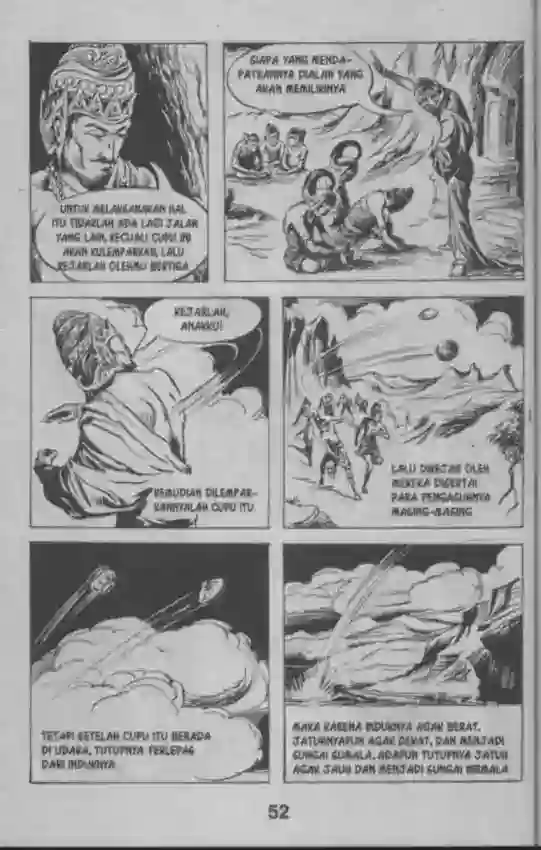 UNTUK MELAKSANAKAN HAL
ITU TIDAKLAH ADA LAGI JALAN
YANG LAIN, KECUALI CUPU INI
AKAN KULEMPARKAN, LALU
KEJARLAH OLEHMU BERTIGA
SIAPA YANG MENDA-
PATKANNYA DIALAH YANG
AKAN MEMILIKINYA
KEJARLAH,
ANAKKU!
KEMUDIAN DILEMPAR-
KANNYALAH CUPU ITU
LALU DIKEJAR OLEH
MEREKA DISERTAI
PARA PENGASUHNYA
MASING-MASING
TETAPI SETELAH CUPU ITU BERADA
DI UDARA, TUTUPNYA TERLEPAS
DARI INDUKNYA
MAKA KARENA INDUKNYA AGAK BERAT,
JATUHNYAPUN AGAK DEKAT, DAN MENJADI
SUNGAI SUMALA. ADAPUN TUTUPNYA JATUH
AGAK JAUH DAN MENJADI SUNGAI NIRMALA
52